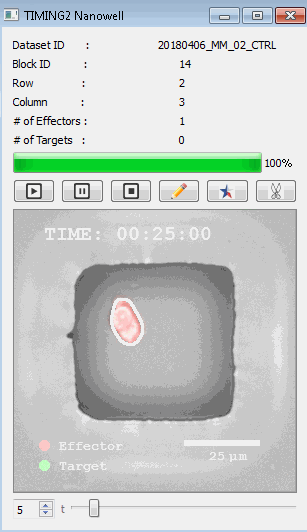 TIMING2 Nanowell
Dataset ID : 20180406_MM_02_CTRL
Block ID : 14
Row : 2
Column : 3
# of Effectors : 1
# of Targets : 0
100%
TIME: 00:25:00
Effector
Target
25 μm
5 t